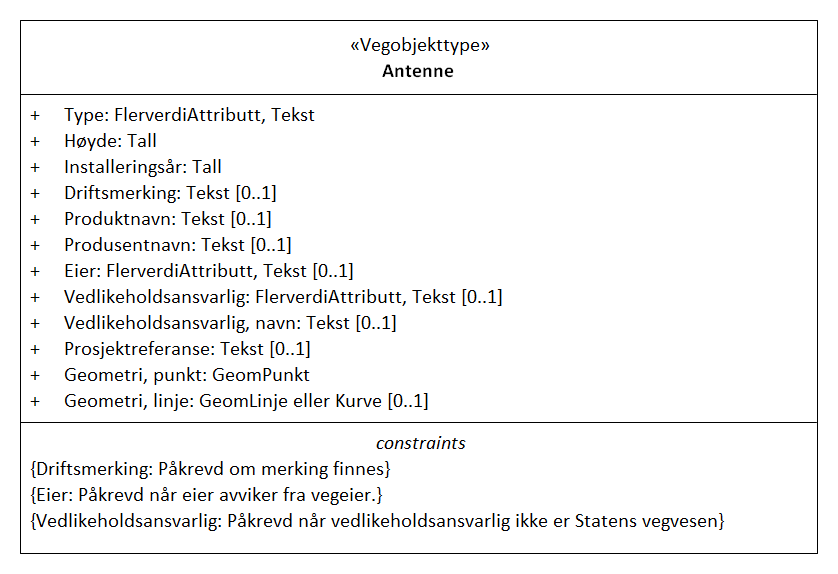 «Vegobjekttype»
Antenne
+ Type: FlerverdiAttributt, Tekst
+ Høyde: Tall
+ Installeringsår: Tall
+ Driftsmerking: Tekst [0..1]
+ Produktnavn: Tekst [0..1]
+ Produsentnavn: Tekst [0..1]
+ Eier: FlerverdiAttributt, Tekst [0..1]
+ Vedlikeholdsansvarlig: FlerverdiAttributt, Tekst [0..1]
+ Vedlikeholdsansvarlig, navn: Tekst [0..1]
+ Prosjektreferanse: Tekst [0..1]
+ Geometri, punkt: GeomPunkt
+ Geometri, linje: GeomLinje eller Kurve [0..1]
constraints
{Driftsmerking: Påkrevd om merking finnes}
{Eier: Påkrevd når eier avviker fra vegeier.}
{Vedlikeholdsansvarlig: Påkrevd når vedlikeholdsansvarlig ikke er Statens vegvesen}